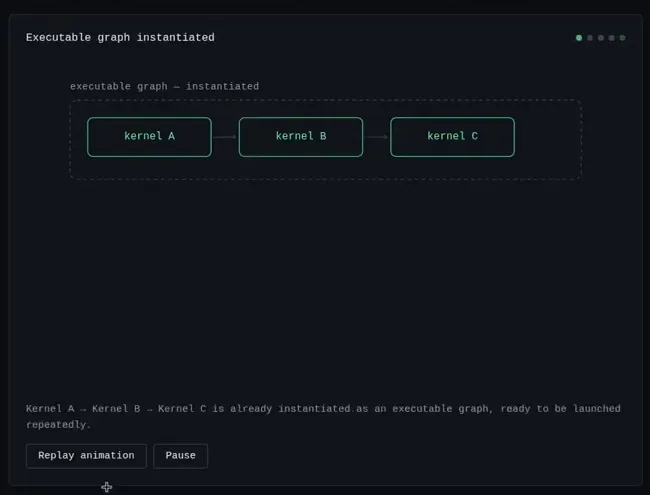 Executable graph instantiated
executable graph — instantiated
kernel A
kernel B
kernel C
Kernel A → Kernel B → Kernel C is already instantiated as an executable graph, ready to be launched
repeatedly.
Replay animation
Pause